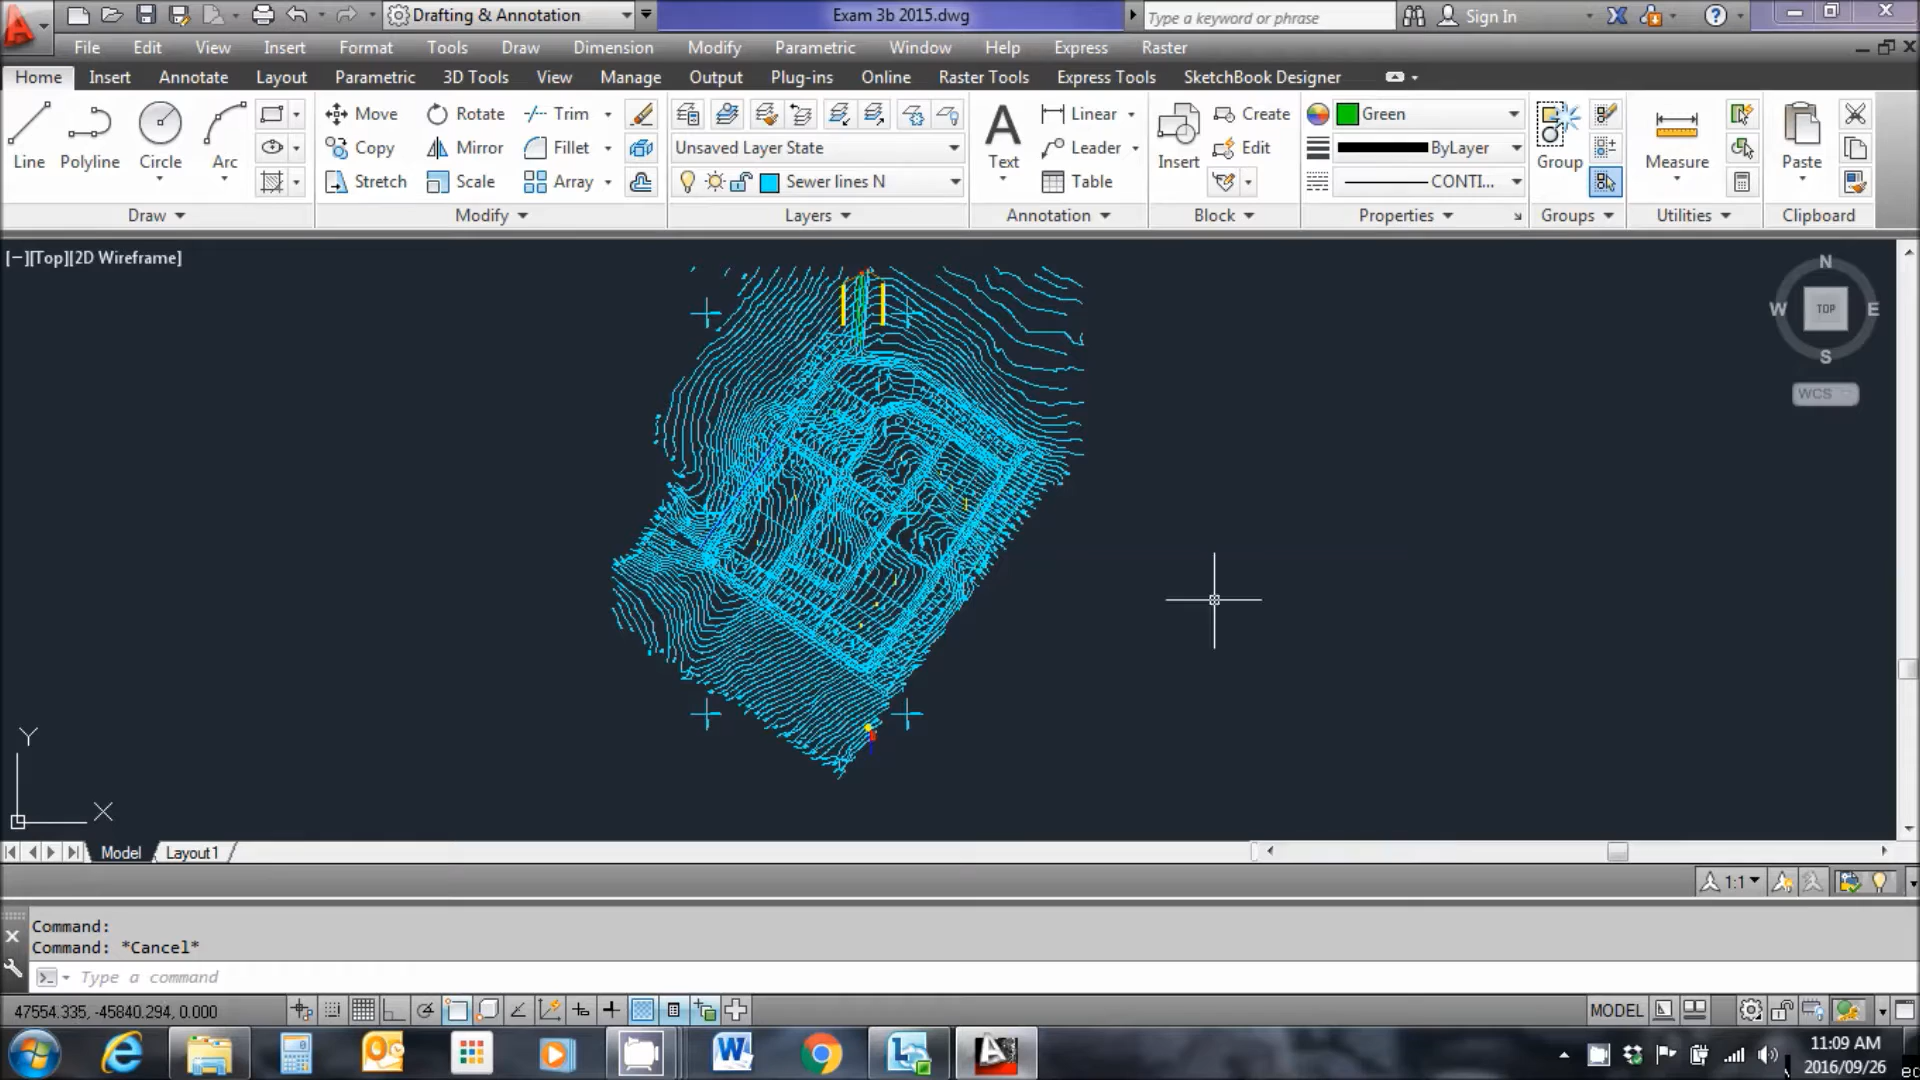 Drafting & Annotation
Exam 3b 2015.dwg
Type a keyword or phrase
Sign In
File Edit View Insert Format Tools Draw Dimension Modify Parametric Window Help Express Raster
Home Insert Annotate Layout Parametric 3D Tools View Manage Output Plug-ins Online Raster Tools Express Tools SketchBook Designer
Move Rotate Trim
Linear
Create
Green
Copy Mirror Fillet
Unsaved Layer State
Leader
Edit
ByLayer
Line Polyline Circle Arc
Text
Insert
Group
Measure
Paste
Stretch Scale Array
Sewer lines N
Table
CONTI...
Draw
Modify
Layers
Annotation
Block
Properties
Groups
Utilities
Clipboard
[−][Top][2D Wireframe]
N
W TOP E
S
WCS
Y
X
Model Layout1
1:1
Command:
Command: *Cancel*
Type a command
47554.335, -45840.294, 0.000
MODEL
11:09 AM
2016/09/26